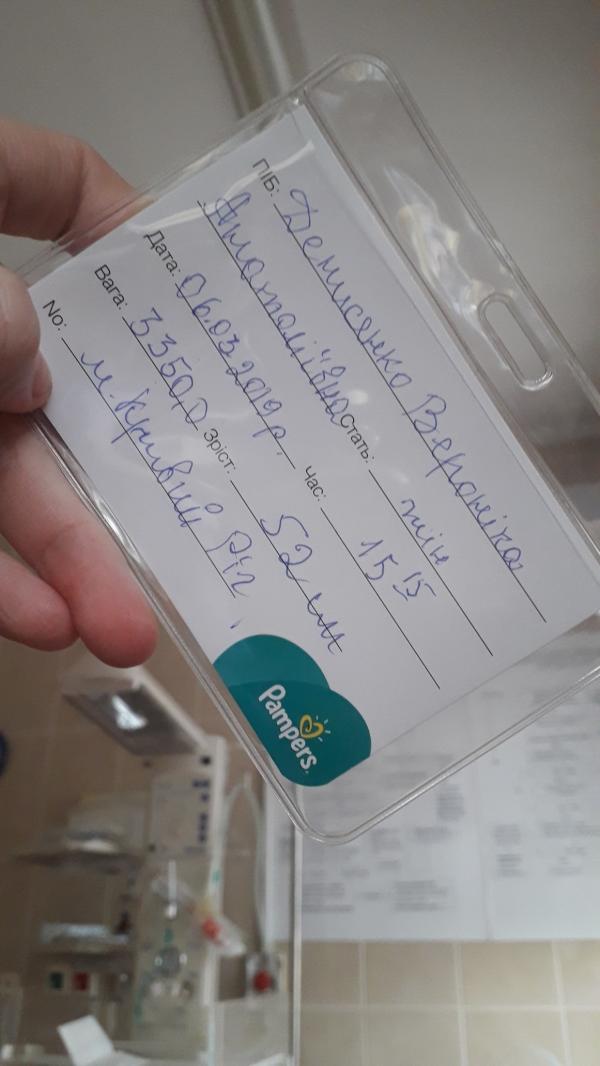 ПІБ: Демисенко Вероніка
Анатоліївна Стать: жін
Дата: 06.03.2019р. Час: 15 15
Вага: 3350,0 Зріст: 52 см
No: м. Кривий Ріг
Pampers